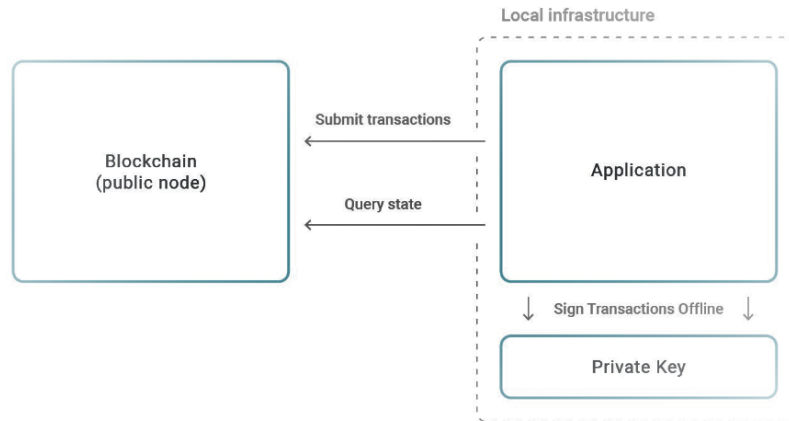 Local infrastructure
Submit transactions
Blockchain
(public node)
Application
Query state
Sign Transactions Offline
Private Key